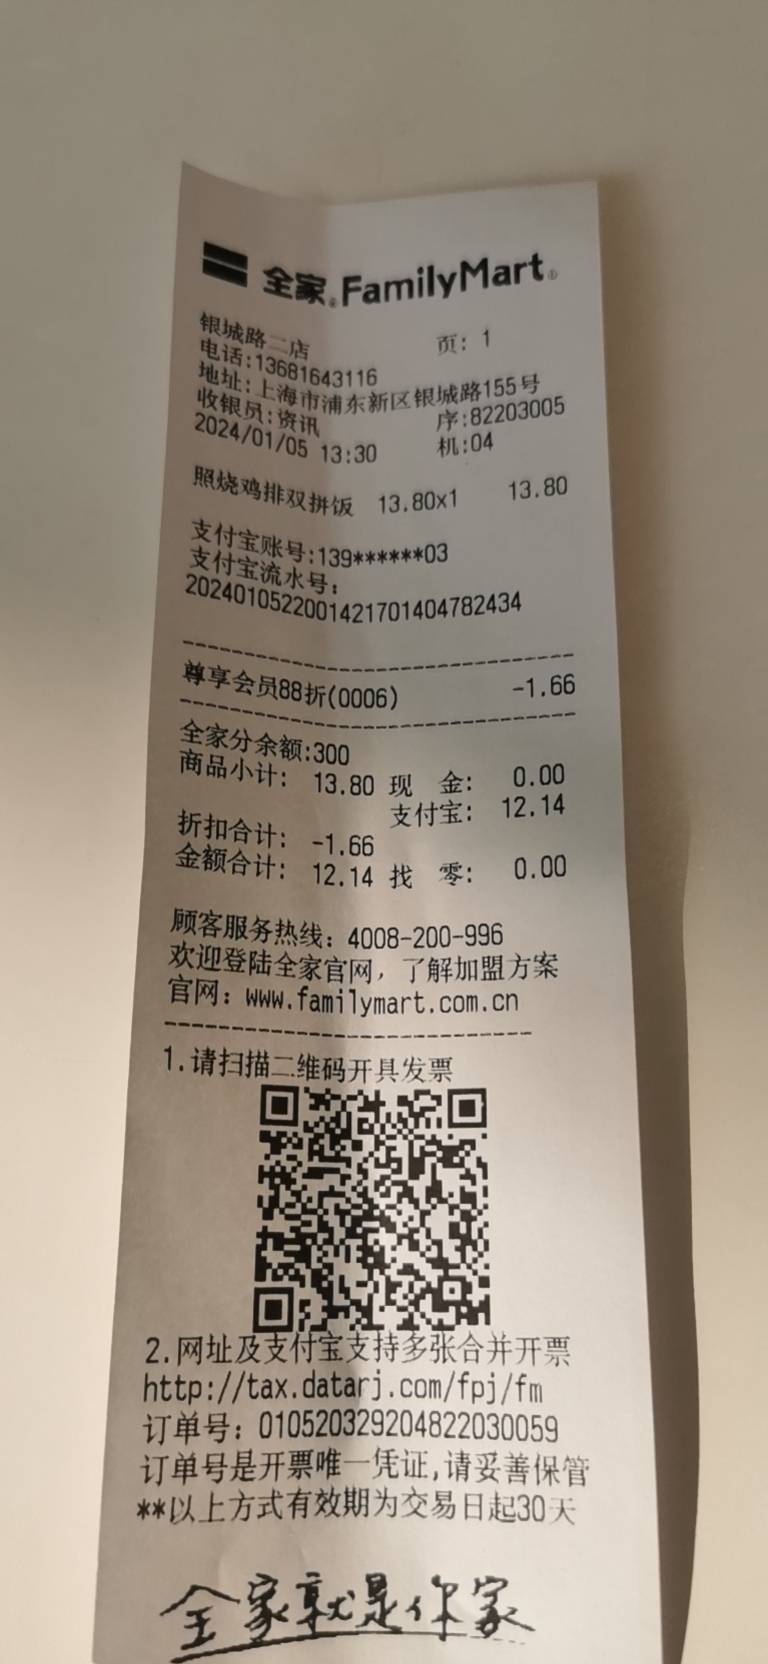 全家 FamilyMart
银城路二店 页: 1
电话:13681643116
地址:上海市浦东新区银城路155号
收银员:资讯 序:82203005
2024/01/05 13:30 机:04
照烧鸡排双拼饭 13.80x1 13.80
支付宝账号:139******03
支付宝流水号:
2024010522001421701404782434
尊享会员88折(0006) -1.66
全家分余额:300
商品小计: 13.80 现 金: 0.00
支付宝: 12.14
折扣合计: -1.66
金额合计: 12.14 找 零: 0.00
顾客服务热线: 4008-200-996
欢迎登陆全家官网，了解加盟方案
官网: www.familymart.com.cn
1.请扫描二维码开具发票
2.网址及支付宝支持多张合并开票
http://tax.datarj.com/fpj/fm
订单号: 010520329204822030059
订单号是开票唯一凭证,请妥善保管
**以上方式有效期为交易日起30天
全家就是你家